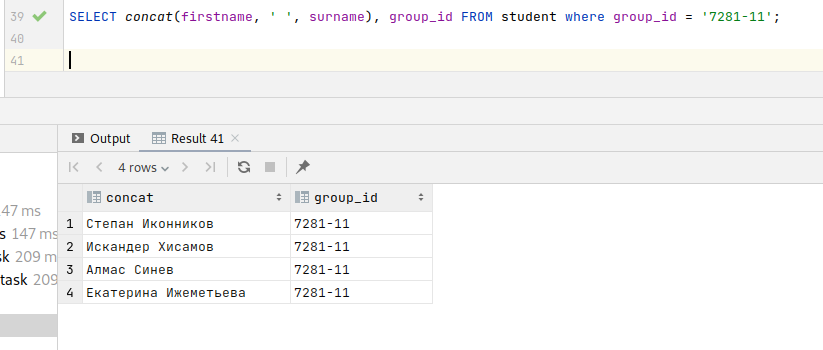 39 SELECT concat(firstname, ' ', surname), group_id FROM student where group_id = '7281-11';
40
41
Output Result 41
4 rows
concat group_id
1 Степан Иконников 7281-11
2 Искандер Хисамов 7281-11
3 Алмас Синев 7281-11
4 Екатерина Ижеметьева 7281-11
147 ms
s 147 ms
sk 209 m
task 209